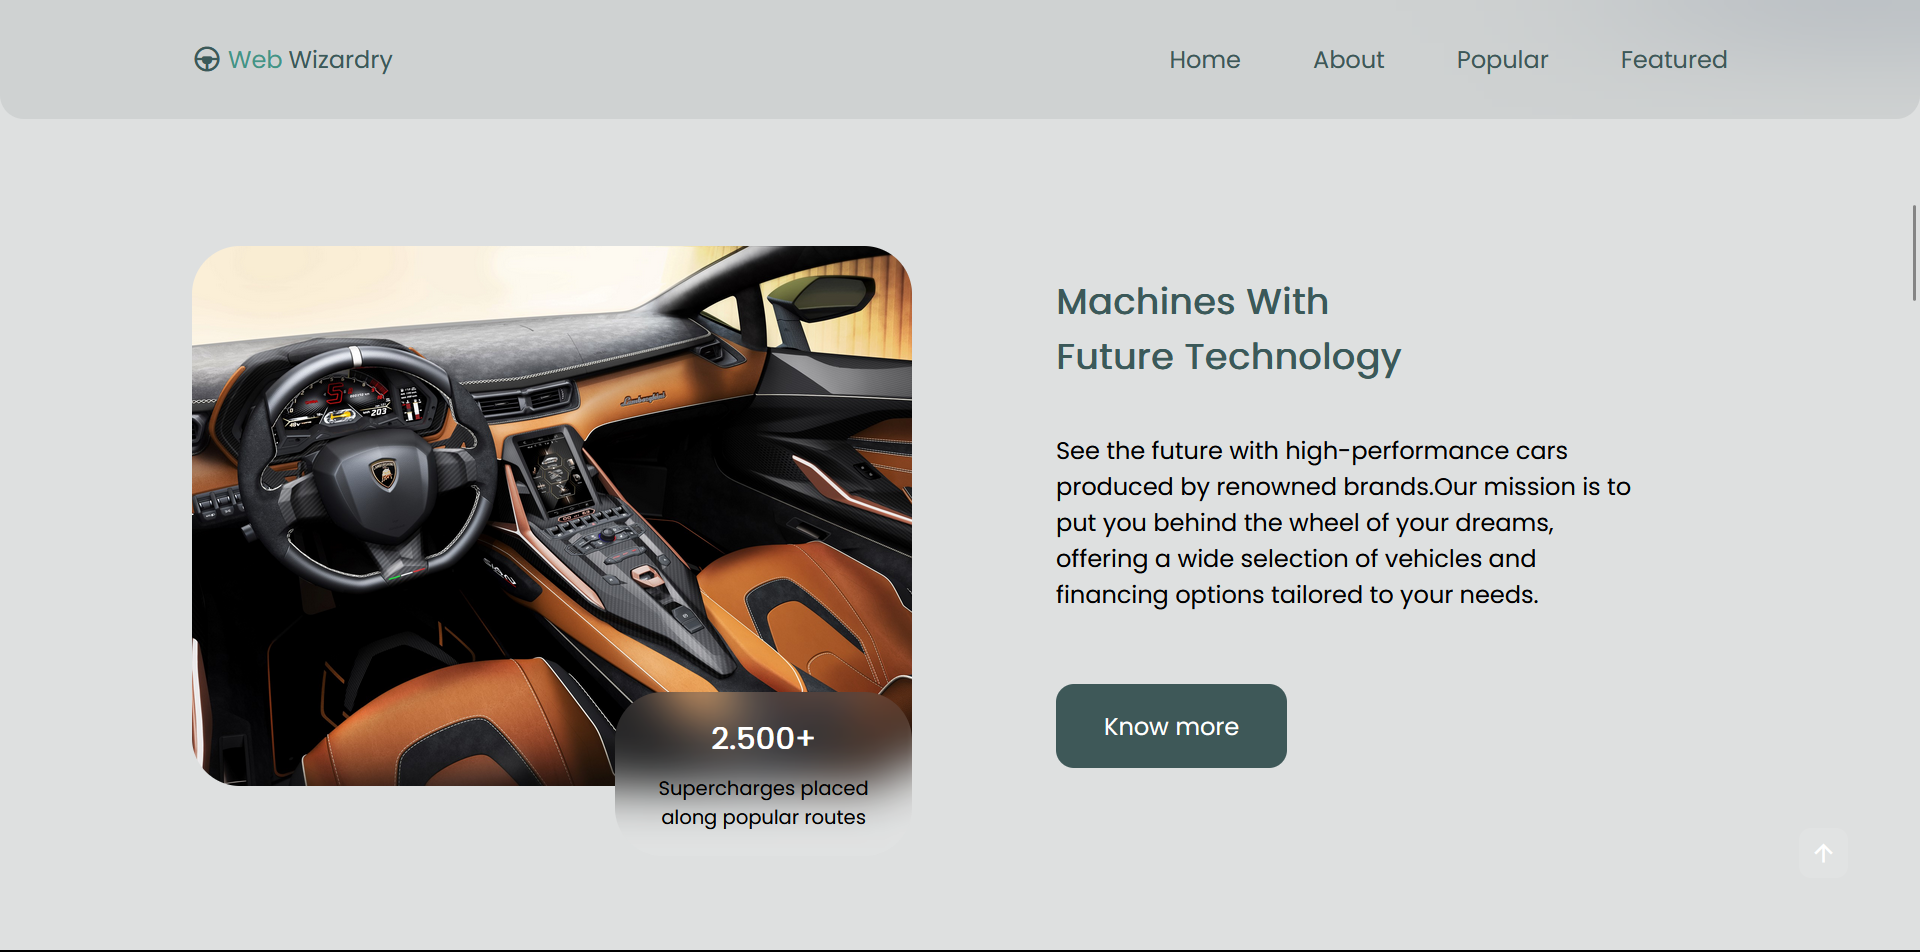 Web Wizardry
Home
About
Popular
Featured
Machines With
Future Technology
See the future with high-performance cars
produced by renowned brands.Our mission is to
put you behind the wheel of your dreams,
offering a wide selection of vehicles and
financing options tailored to your needs.
Know more
Lamborghini
203
2.500+
Supercharges placed
along popular routes